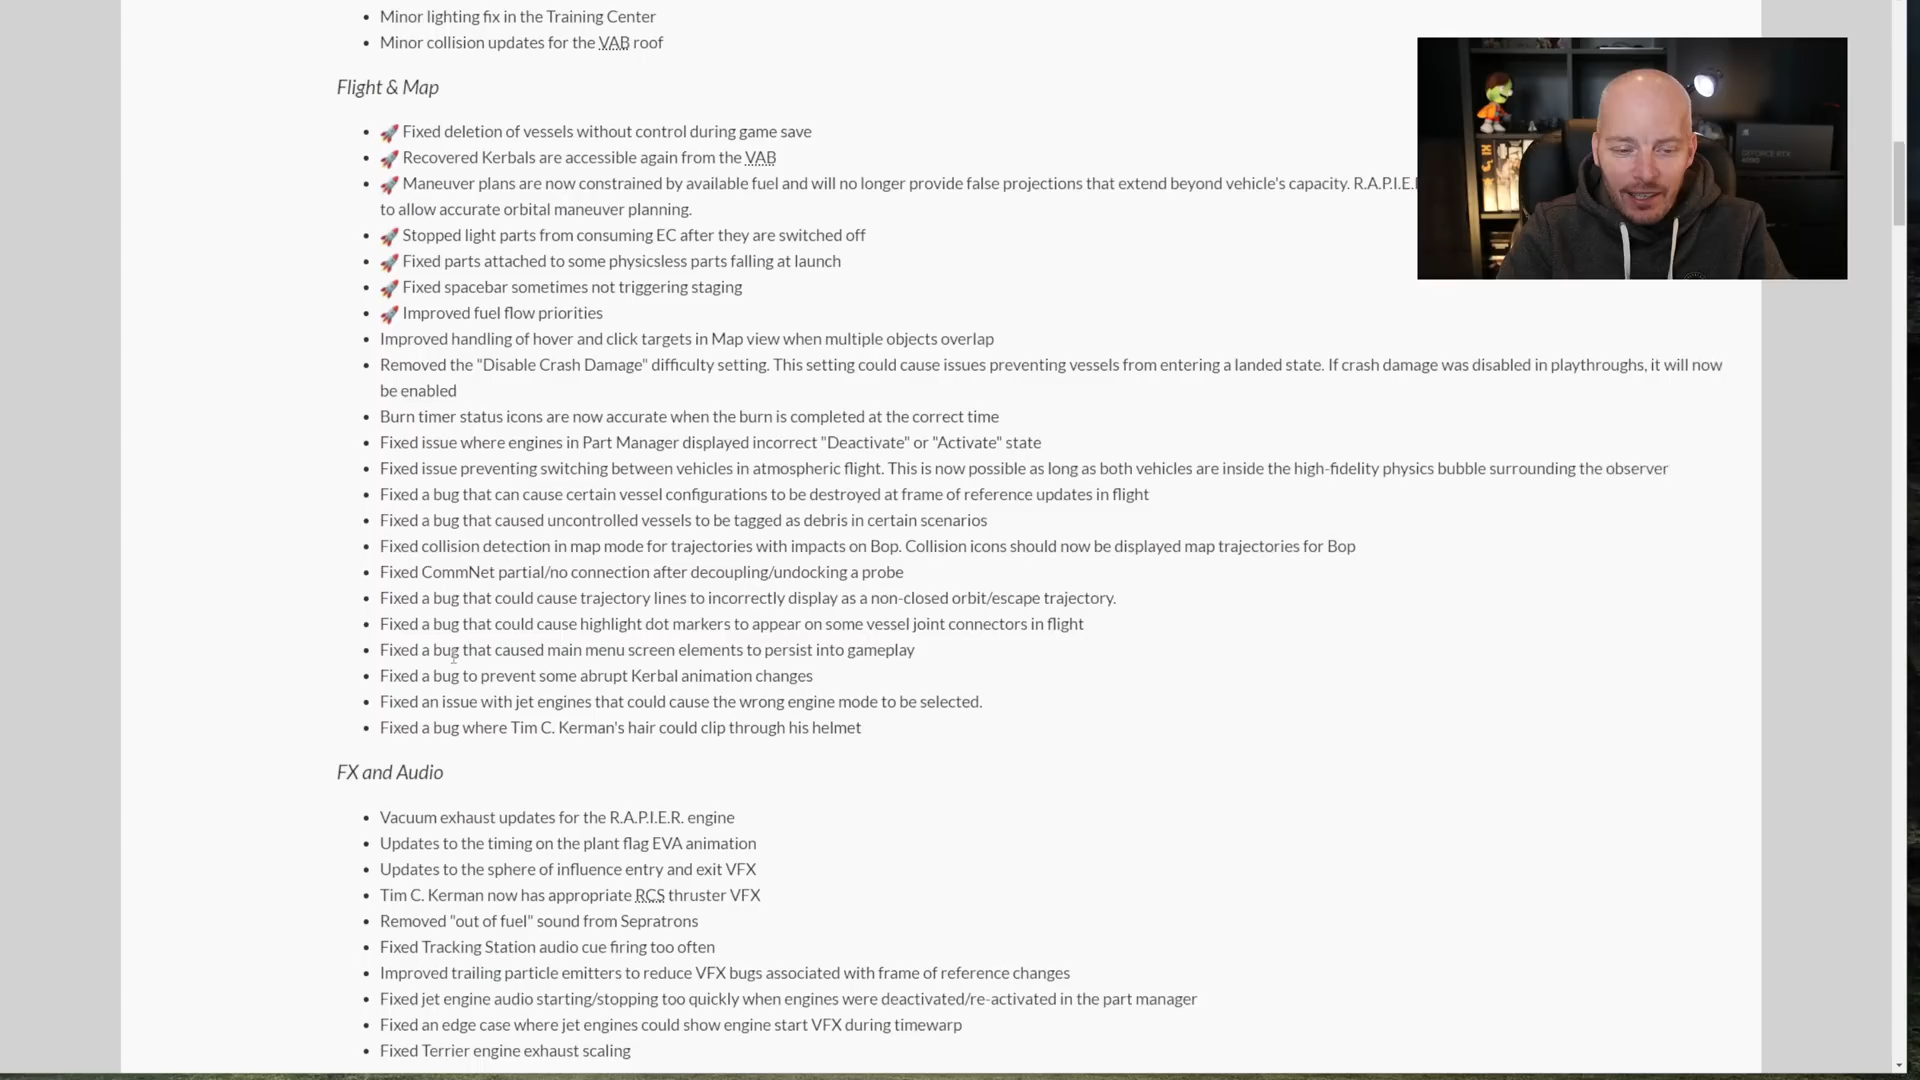 Minor lighting fix in the Training Center
Minor collision updates for the VAB roof
Flight & Map
🚀 Fixed deletion of vessels without control during game save
🚀 Recovered Kerbals are accessible again from the VAB
🚀 Maneuver plans are now constrained by available fuel and will no longer provide false projections that extend beyond vehicle's capacity.
to allow accurate orbital maneuver planning.
🚀 Stopped light parts from consuming EC after they are switched off
🚀 Fixed parts attached to some physicsless parts falling at launch
🚀 Fixed spacebar sometimes not triggering staging
🚀 Improved fuel flow priorities
Improved handling of hover and click targets in Map view when multiple objects overlap
Removed the "Disable Crash Damage" difficulty setting. This setting could cause issues preventing vessels from entering a landed state. If crash damage was disabled in playthroughs, it will now
be enabled
Burn timer status icons are now accurate when the burn is completed at the correct time
Fixed issue where engines in Part Manager displayed incorrect "Deactivate" or "Activate" state
Fixed issue preventing switching between vehicles in atmospheric flight. This is now possible as long as both vehicles are inside the high-fidelity physics bubble surrounding the observer
Fixed a bug that can cause certain vessel configurations to be destroyed at frame of reference updates in flight
Fixed a bug that caused uncontrolled vessels to be tagged as debris in certain scenarios
Fixed collision detection in map mode for trajectories with impacts on Bop. Collision icons should now be displayed map trajectories for Bop
Fixed CommNet partial/no connection after decoupling/undocking a probe
Fixed a bug that could cause trajectory lines to incorrectly display as a non-closed orbit/escape trajectory.
Fixed a bug that could cause highlight dot markers to appear on some vessel joint connectors in flight
Fixed a bug that caused main menu screen elements to persist into gameplay
Fixed a bug to prevent some abrupt Kerbal animation changes
Fixed an issue with jet engines that could cause the wrong engine mode to be selected.
Fixed a bug where Tim C. Kerman's hair could clip through his helmet
FX and Audio
Vacuum exhaust updates for the R.A.P.I.E.R. engine
Updates to the timing on the plant flag EVA animation
Updates to the sphere of influence entry and exit VFX
Tim C. Kerman now has appropriate RCS thruster VFX
Removed "out of fuel" sound from Sepratrons
Fixed Tracking Station audio cue firing too often
Improved trailing particle emitters to reduce VFX bugs associated with frame of reference changes
Fixed jet engine audio starting/stopping too quickly when engines were deactivated/re-activated in the part manager
Fixed an edge case where jet engines could show engine start VFX during timewarp
Fixed Terrier engine exhaust scaling